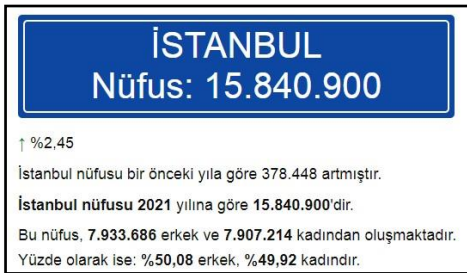 İSTANBUL
Nüfus: 15.840.900
↑ %2,45
İstanbul nüfusu bir önceki yıla göre 378.448 artmıştır.
İstanbul nüfusu 2021 yılına göre 15.840.900'dir.
Bu nüfus, 7.933.686 erkek ve 7.907.214 kadından oluşmaktadır.
Yüzde olarak ise: %50,08 erkek, %49,92 kadındır.